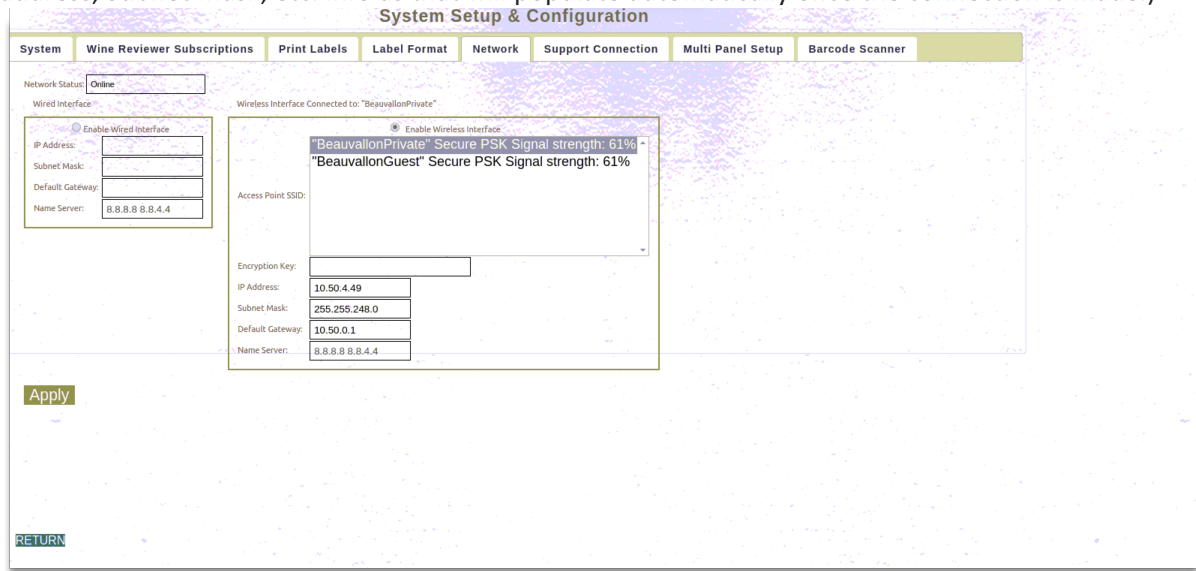 System Setup & Configuration
System Wine Reviewer Subscriptions Print Labels Label Format Network Support Connection Multi Panel Setup Barcode Scanner
Network Status: Online
Wired Interface
Enable Wired Interface
IP Address:
Subnet Mask:
Default Gateway:
Name Server: 8.8.8.8 8.8.4.4
Wireless Interface Connected to: "BeauvallonPrivate"
Enable Wireless Interface
Access Point SSID:
"BeauvallonPrivate" Secure PSK Signal strength: 61%
"BeauvallonGuest" Secure PSK Signal strength: 61%
Encryption Key:
IP Address: 10.50.4.49
Subnet Mask: 255.255.248.0
Default Gateway: 10.50.0.1
Name Server: 8.8.8.8 8.8.4.4
Apply
RETURN